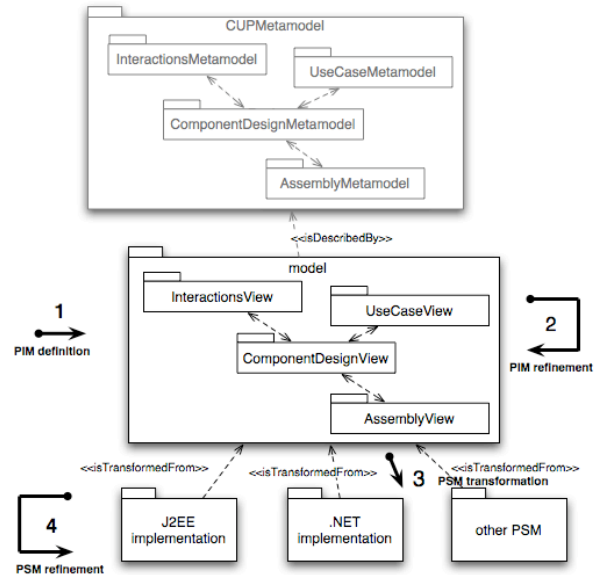 CUPMetamodel
InteractionsMetamodel
UseCaseMetamodel
ComponentDesignMetamodel
AssemblyMetamodel
<<isDescribedBy>>
model
InteractionsView
UseCaseView
ComponentDesignView
AssemblyView
1
PIM definition
2
PIM refinement
<<isTransformedFrom>>
<<isTransformedFrom>>
<<isTransformedFrom>>
3
PSM transformation
4
PSM refinement
J2EE
implementation
.NET
implementation
other PSM